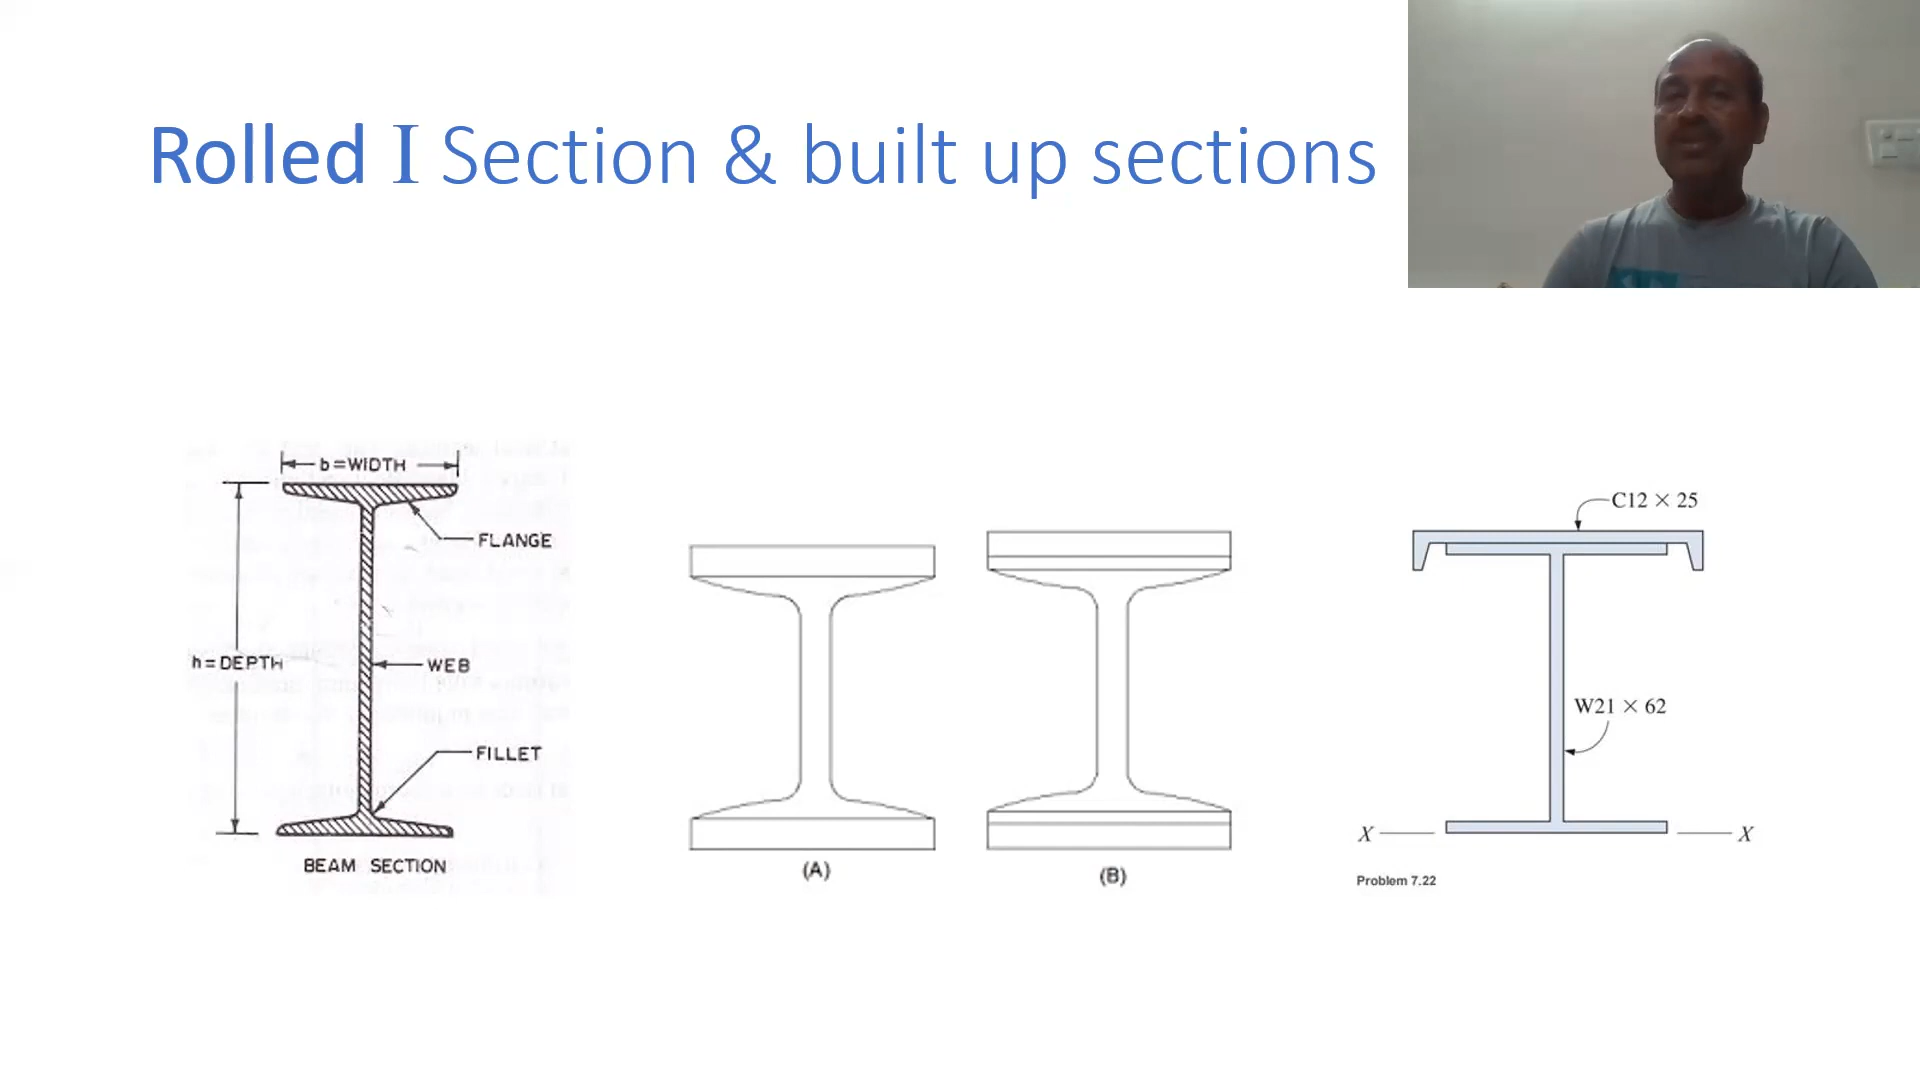 Rolled I Section & built up sections
b=WIDTH
FLANGE
h=DEPTH
WEB
FILLET
BEAM SECTION
(A)
(B)
C12 × 25
W21 × 62
X
X
Problem 7.22